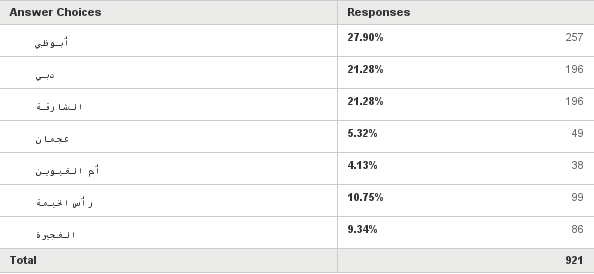 Answer Choices Responses
أبوظبي 27.90% 257
دبي 21.28% 196
الشارقة 21.28% 196
عجمان 5.32% 49
أم القيوين 4.13% 38
رأس الخيمة 10.75% 99
الفجيرة 9.34% 86
Total 921